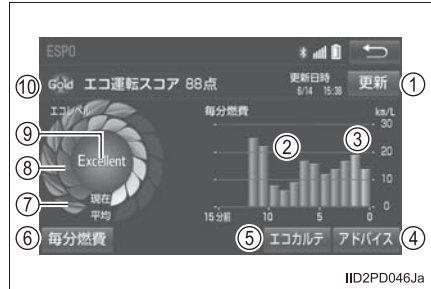 ESPO
⑩ Gold エコ運転スコア 88点
更新日時
6/14 15:38
更新 ①
エコレベル
毎分燃費
km/L
30
20
10
0
⑨ Excellent
② ③
⑧
⑦
現在
平均
15分前 10 5 0
⑥ 毎分燃費
⑤ エコカルテ
アドバイス ④
IID2PD046Ja